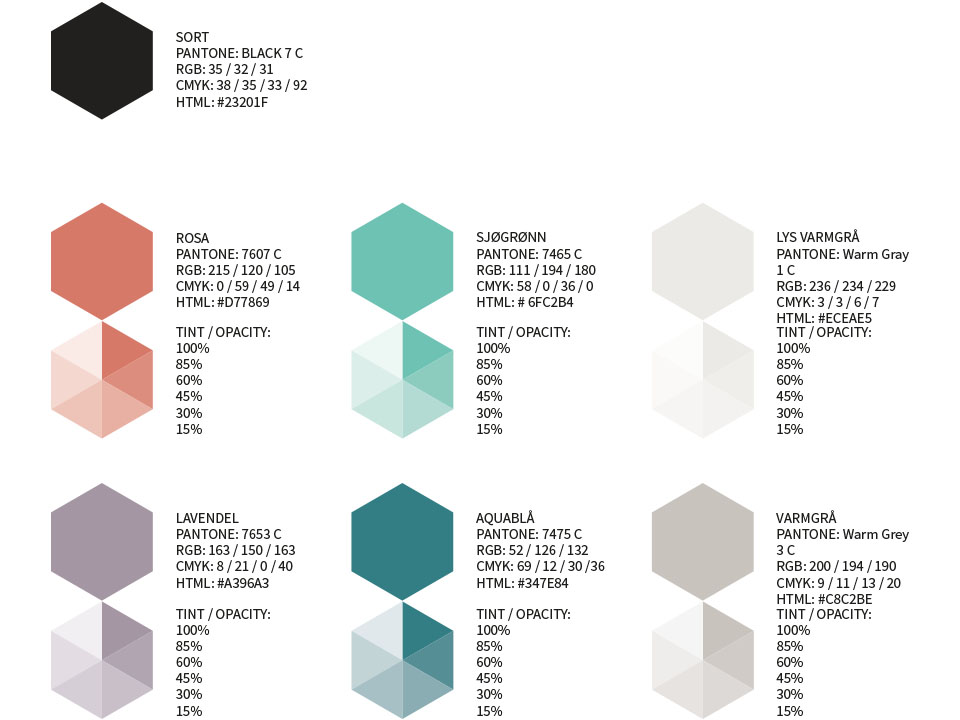 SORT
PANTONE: BLACK 7 C
RGB: 35 / 32 / 31
CMYK: 38 / 35 / 33 / 92
HTML: #23201F
ROSA
PANTONE: 7607 C
RGB: 215 / 120 / 105
CMYK: 0 / 59 / 49 / 14
HTML: #D77869
TINT / OPACITY:
100%
85%
60%
45%
30%
15%
SJØGRØNN
PANTONE: 7465 C
RGB: 111 / 194 / 180
CMYK: 58 / 0 / 36 / 0
HTML: # 6FC2B4
TINT / OPACITY:
100%
85%
60%
45%
30%
15%
LYS VARMGRÅ
PANTONE: Warm Gray
1 C
RGB: 236 / 234 / 229
CMYK: 3 / 3 / 6 / 7
HTML: #ECEAE5
TINT / OPACITY:
100%
85%
60%
45%
30%
15%
LAVENDEL
PANTONE: 7653 C
RGB: 163 / 150 / 163
CMYK: 8 / 21 / 0 / 40
HTML: #A396A3
TINT / OPACITY:
100%
85%
60%
45%
30%
15%
AQUABLÅ
PANTONE: 7475 C
RGB: 52 / 126 / 132
CMYK: 69 / 12 / 30 /36
HTML: #347E84
TINT / OPACITY:
100%
85%
60%
45%
30%
15%
VARMGRÅ
PANTONE: Warm Grey
3 C
RGB: 200 / 194 / 190
CMYK: 9 / 11 / 13 / 20
HTML: #C8C2BE
TINT / OPACITY:
100%
85%
60%
45%
30%
15%